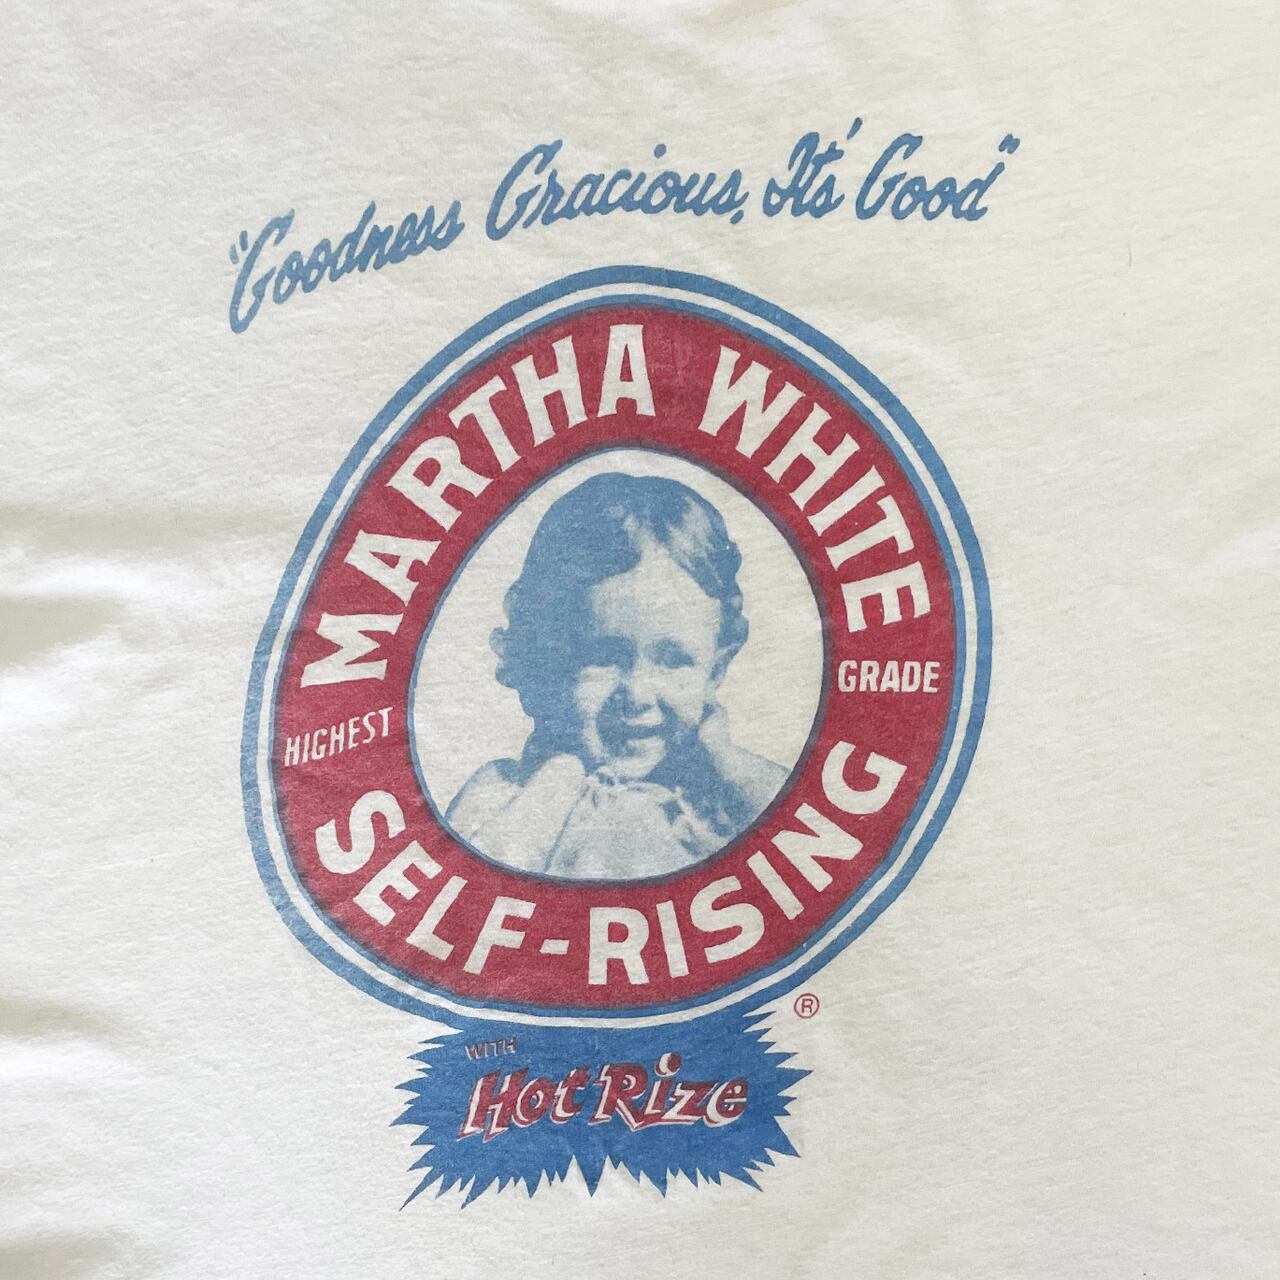 "Goodness Gracious, It's Good"
MARTHA WHITE
HIGHEST
GRADE
SELF-RISING
®
WITH
Hot Rize